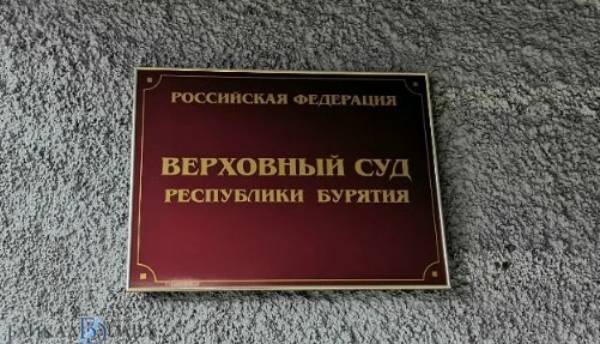 РОССИЙСКАЯ ФЕДЕРАЦИЯ
ВЕРХОВНЫЙ СУД
РЕСПУБЛИКИ БУРЯТИЯ